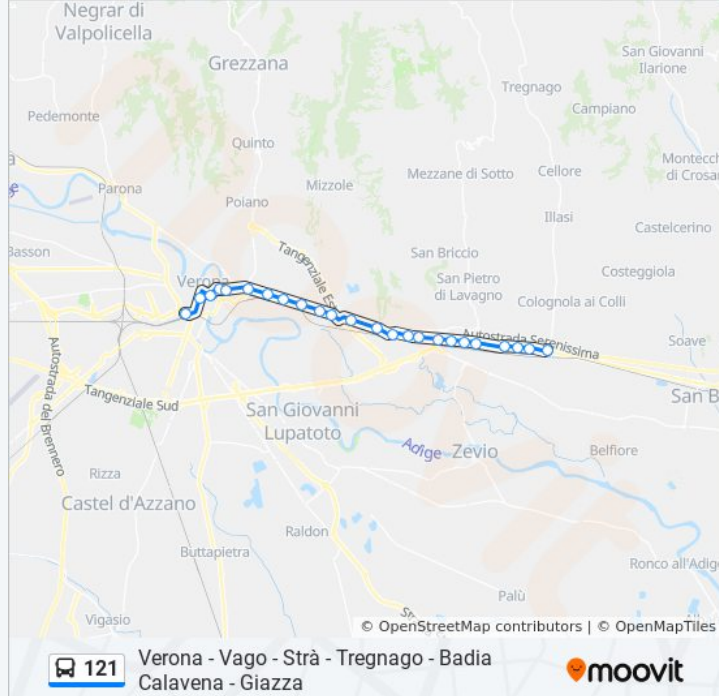 Negrar di
Valpolicella
San Giovanni
Ilarione
Grezzana
Tregnago
Campiano
Pedemonte
Quinto
Montecch
di Crosar
Mezzane di Sotto
Cellore
Mizzole
Parona
Poiano
Illasi
Castelcerino
Basson
Tangenziale Est
San Briccio
Costeggiola
Verona
San Pietro
di Lavagno
Colognola ai Colli
Autostrada Serenissima
Soave
Autostrada del Brennero
Tangenziale Sud
San B
San Giovanni
Lupatoto
Adige
Zevio
Belfiore
Rizza
Castel d'Azzano
Raldon
Buttapietra
Ronco all'Adig
Palù
Vigasio
© OpenStreetMap contributors | © OpenMapTiles
121
Verona - Vago - Strà - Tregnago - Badia
Calavena - Giazza
moovit